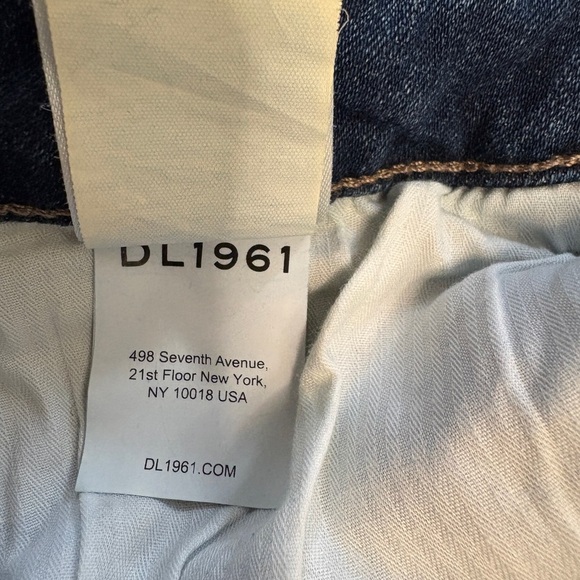 DL1961
498 Seventh Avenue,
21st Floor New York,
NY 10018 USA
DL1961.COM